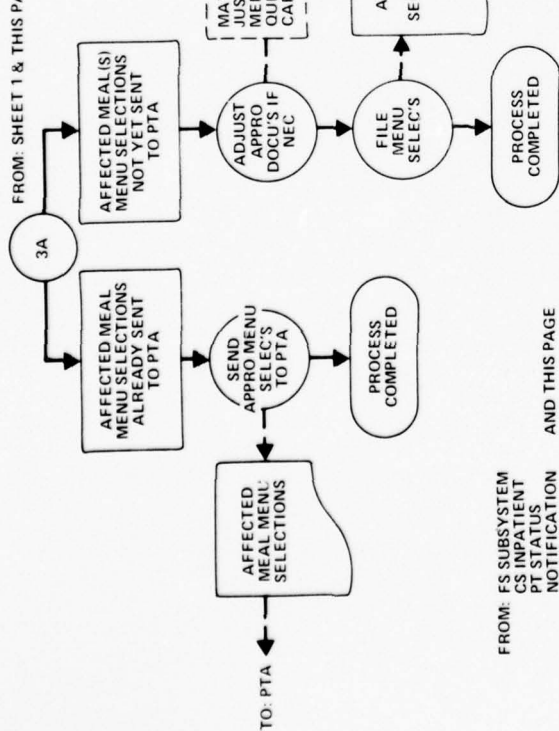 FROM: SHEET 1 & THIS
3A
AFFECTED MEAL
MENU SELECTIONS
ALREADY SENT
TO PTA
AFFECTED MEAL(S)
MENU SELECTIONS
NOT YET SENT
TO PTA
SEND
APPRO MENU
SELEC'S
TO PTA
ADJUST
APPRO
DOCU'S IF
NEC
FILE
MENU
SELEC'S
AFFECTED
MEAL MENU
SELECTIONS
TO: PTA
PROCESS
COMPLETED
PROCESS
COMPLETED
FROM: FS SUBSYSTEM
CS INPATIENT
PT STATUS
NOTIFICATION AND THIS PAGE